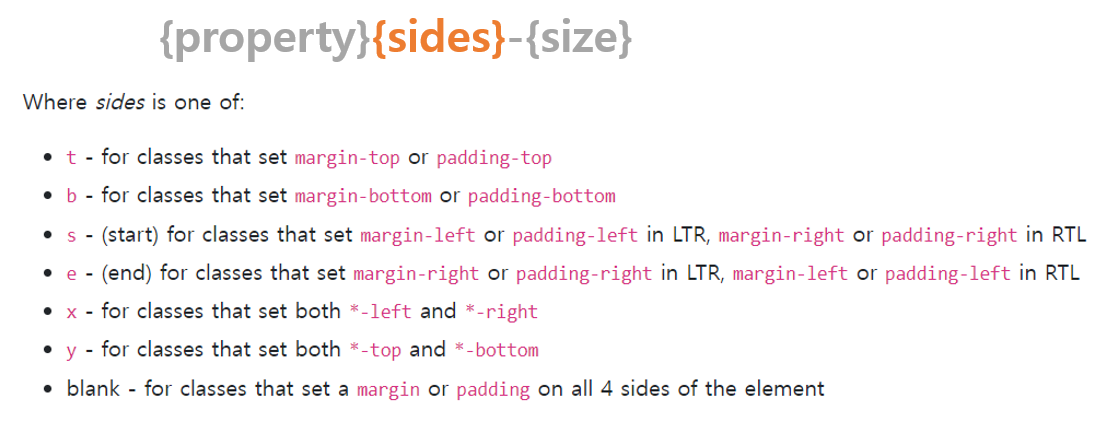 {property}{sides}-{size}
Where sides is one of:
• t - for classes that set margin-top or padding-top
• b - for classes that set margin-bottom or padding-bottom
• s - (start) for classes that set margin-left or padding-left in LTR, margin-right or padding-right in RTL
• e - (end) for classes that set margin-right or padding-right in LTR, margin-left or padding-left in RTL
• x - for classes that set both *-left and *-right
• y - for classes that set both *-top and *-bottom
• blank - for classes that set a margin or padding on all 4 sides of the element